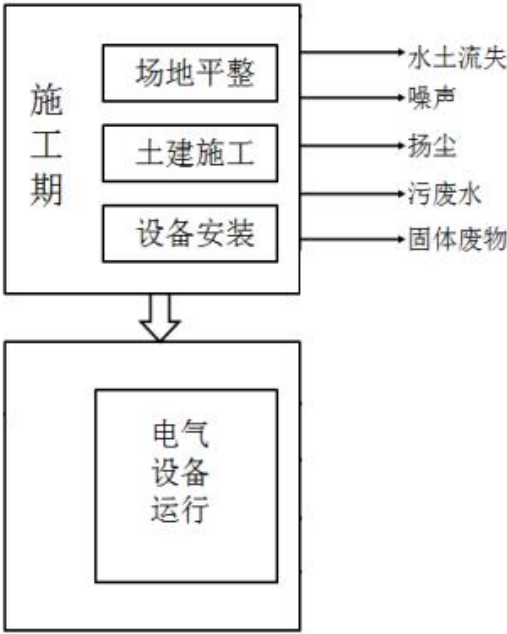 施工期
场地平整
土建施工
设备安装
水土流失
噪声
扬尘
污废水
固体废物
电气
设备
运行